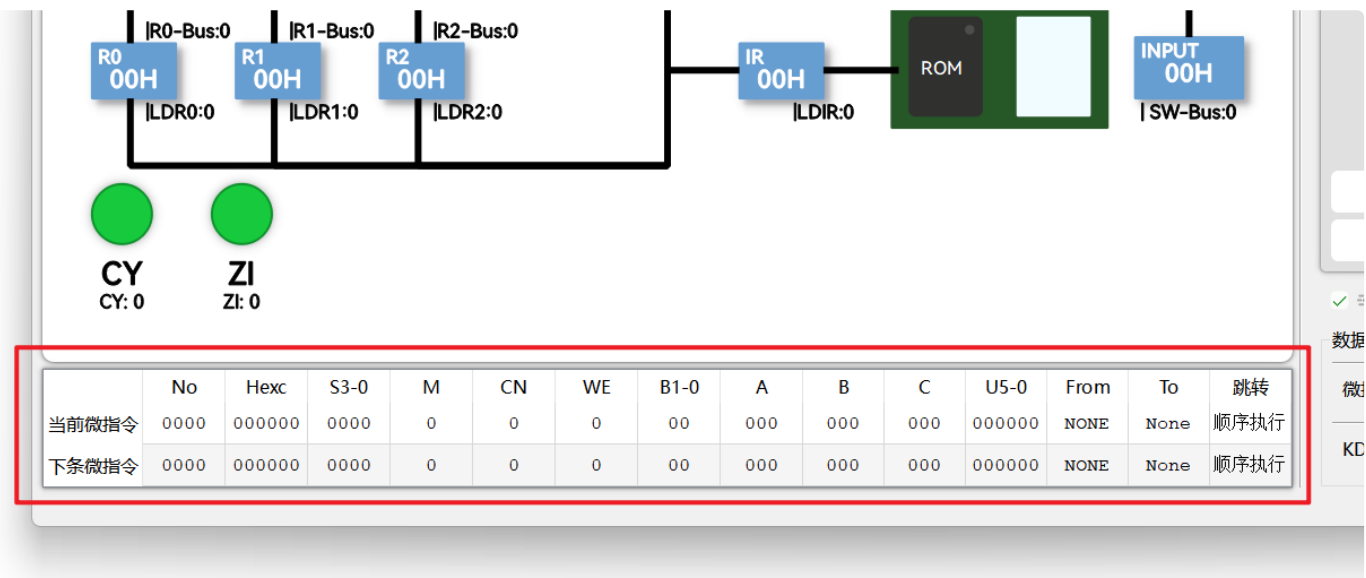 |R0-Bus:0 |R1-Bus:0 |R2-Bus:0
R0 R1 R2 IR ROM INPUT
00H 00H 00H 00H 00H
|LDR0:0 |LDR1:0 |LDR2:0 |LDIR:0 | SW-Bus:0
CY ZI
CY: 0 ZI: 0
数据
No Hexc S3-0 M CN WE B1-0 A B C U5-0 From To 跳转
当前微指令 0000 000000 0000 0 0 0 00 000 000 000 000000 NONE None 顺序执行
下条微指令 0000 000000 0000 0 0 0 00 000 000 000 000000 NONE None 顺序执行
KD